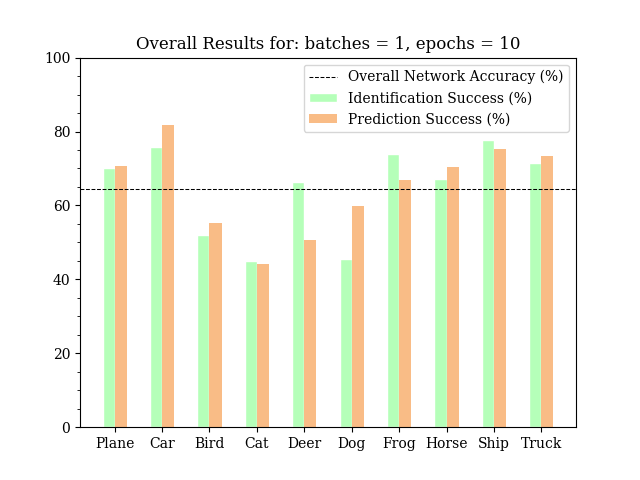 Overall Results for: batches = 1, epochs = 10
100
80
60
40
20
0
Overall Network Accuracy (%)
Identification Success (%)
Prediction Success (%)
Plane Car Bird Cat Deer Dog Frog Horse Ship Truck